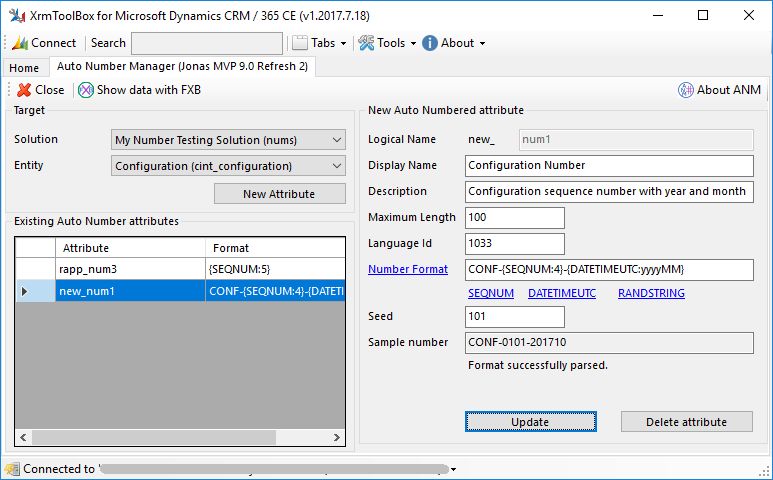 XrmToolBox for Microsoft Dynamics CRM / 365 CE (v1.2017.7.18)
Connect Search Tabs Tools About
Home Auto Number Manager (Jonas MVP 9.0 Refresh 2)
Close Show data with FXB About ANM
Target
Solution My Number Testing Solution (nums)
Entity Configuration (cint_configuration)
New Attribute
Existing Auto Number attributes
Attribute Format
rapp_num3 {SEQNUM:5}
new_num1 CONF-{SEQNUM:4}-{DATETI
New Auto Numbered attribute
Logical Name new_ num1
Display Name Configuration Number
Description Configuration sequence number with year and month
Maximum Length 100
Language Id 1033
Number Format CONF-{SEQNUM:4}-{DATETIMEUTC:yyyyMM}
SEQNUM DATETIMEUTC RANDSTRING
Seed 101
Sample number CONF-0101-201710
Format successfully parsed.
Update Delete attribute
Connected to '